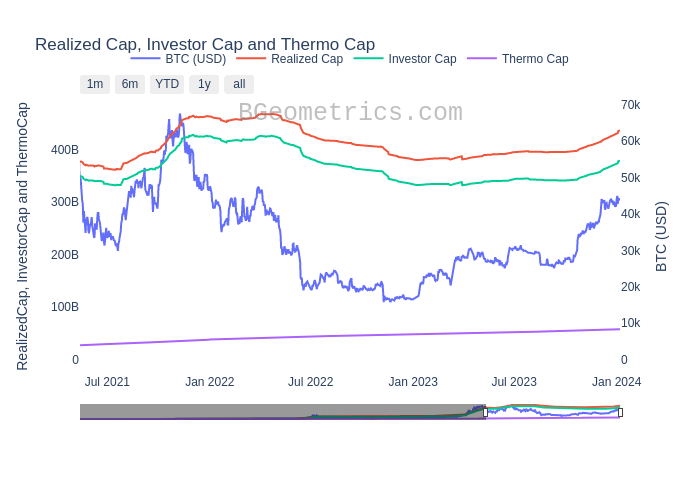 Realized Cap, Investor Cap and Thermo Cap
BTC (USD) Realized Cap Investor Cap Thermo Cap
1m 6m YTD 1y all
BGeometrics.com
RealizedCap, InvestorCap and ThermoCap
400B
300B
200B
100B
0
70k
60k
50k
40k
30k
20k
10k
0
BTC (USD)
Jul 2021 Jan 2022 Jul 2022 Jan 2023 Jul 2023 Jan 2024